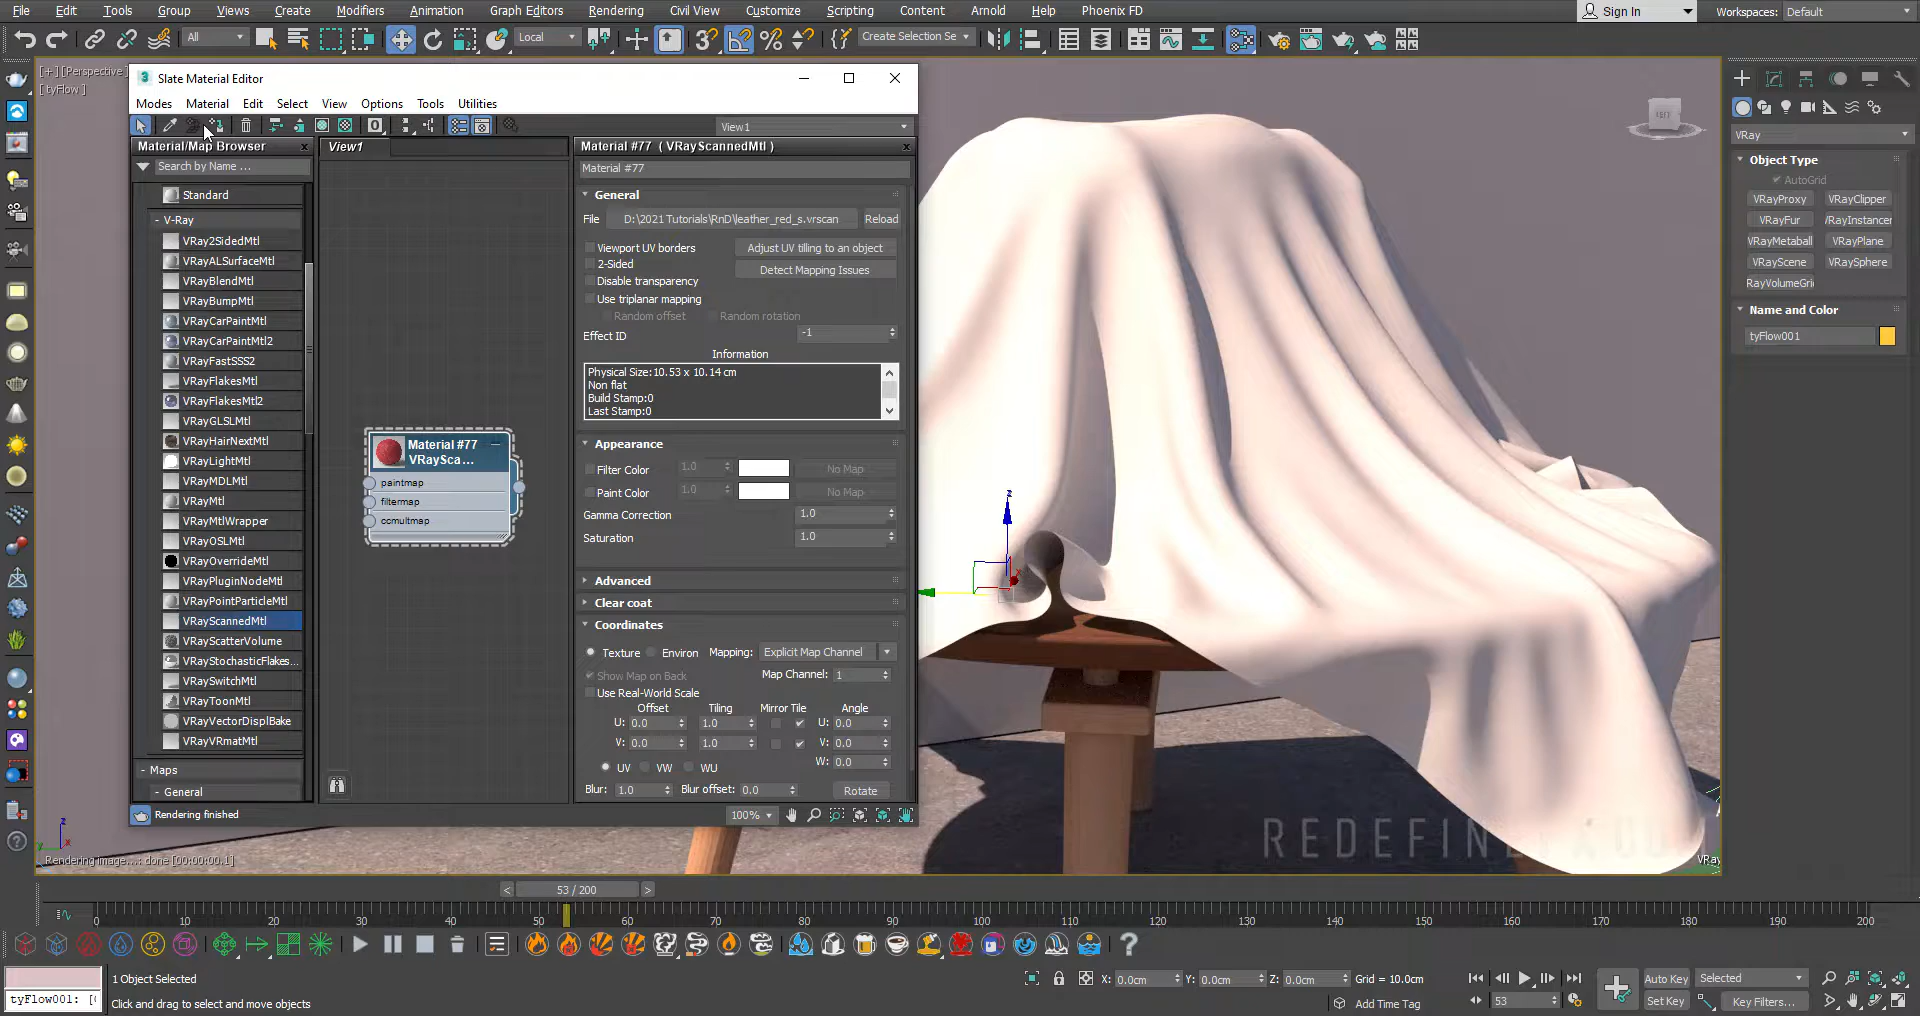 File Edit Tools Group Views Create Modifiers Animation Graph Editors Rendering Civil View Customize Scripting Content Arnold Help Phoenix FD Sign In Workspaces: Default
All Local Create Selection Se
[+] [Perspective
[ tyFlow ]
Slate Material Editor
Modes Material Edit Select View Options Tools Utilities
View1
Material/Map Browser
Search by Name ...
Standard
- V-Ray
VRay2SidedMtl
VRayALSurfaceMtl
VRayBlendMtl
VRayBumpMtl
VRayCarPaintMtl
VRayCarPaintMtl2
VRayFastSSS2
VRayFlakesMtl
VRayFlakesMtl2
VRayGLSLMtl
VRayHairNextMtl
VRayLightMtl
VRayMDLMtl
VRayMtl
VRayMtlWrapper
VRayOSLMtl
VRayOverrideMtl
VRayPluginNodeMtl
VRayPointParticleMtl
VRayScannedMtl
VRayScatterVolume
VRayStochasticFlakes...
VRaySwitchMtl
VRayToonMtl
VRayVectorDisplBake
VRayVRmatMtl
- Maps
- General
Rendering finished
View1
Material #77
VRaySca...
paintmap
filtermap
ccmultmap
100%
Material #77 ( VRayScannedMtl )
Material #77
General
File D:\2021 Tutorials\RnD\leather_red_s.vrscan Reload
Viewport UV borders Adjust UV tilling to an object
2-Sided
Disable transparency Detect Mapping Issues
Use triplanar mapping
Random offset Random rotation
Effect ID -1
Information
Physical Size:10.53 x 10.14 cm
Non flat
Build Stamp:0
Last Stamp:0
Appearance
Filter Color 1.0 No Map
Paint Color 1.0 No Map
Gamma Correction 1.0
Saturation 1.0
Advanced
Clear coat
Coordinates
Texture Environ Mapping: Explicit Map Channel
Show Map on Back Map Channel: 1
Use Real-World Scale
Offset Tiling Mirror Tile Angle
U: 0.0 1.0 U: 0.0
V: 0.0 1.0 V: 0.0
W: 0.0
UV VW WU
Blur: 1.0 Blur offset: 0.0 Rotate
z
x
LEFT
VRay
Object Type
AutoGrid
VRayProxy VRayClipper
VRayFur VRayInstancer
VRayMetaball VRayPlane
VRayScene VRaySphere
RayVolumeGri
Name and Color
tyFlow001
VRay
z
x
y
Rendering image...: done [00:00:00.1]
< 53 / 200 >
0 10 20 30 40 50 60 70 80 90 100 110 120 130 140 150 160 170 180 190 200
tyFlow001: [
1 Object Selected
Click and drag to select and move objects
X: 0.0cm Y: 0.0cm Z: 0.0cm Grid = 10.0cm
Add Time Tag
53
Auto Key Selected
Set Key Key Filters...